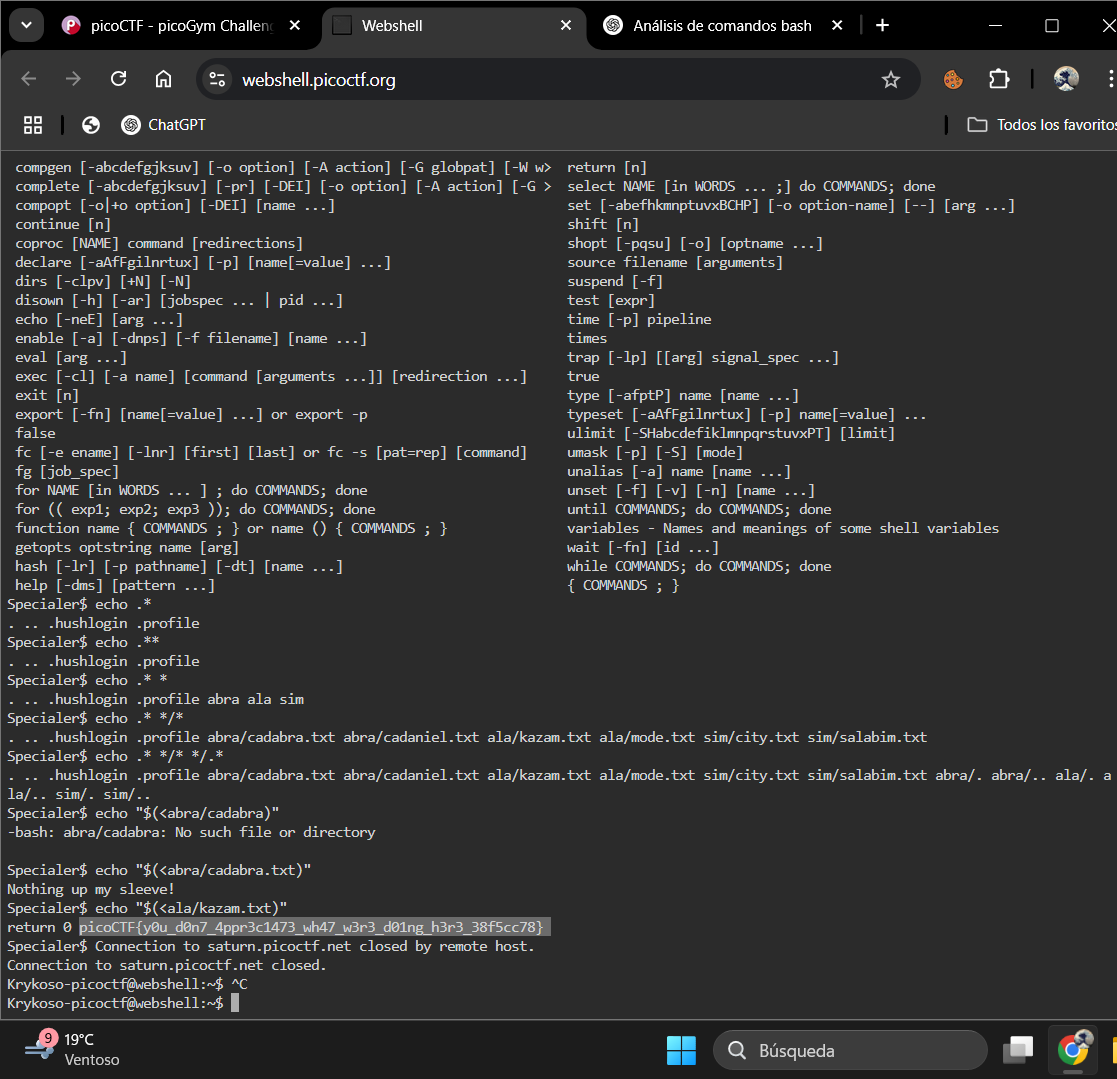 picoCTF - picoGym Challen
Webshell
Análisis de comandos bash
webshell.picoctf.org
ChatGPT
Todos los favoritos
compgen [-abcdefgjksuv] [-o option] [-A action] [-G globpat] [-W w> return [n]
complete [-abcdefgjksuv] [-pr] [-DEI] [-o option] [-A action] [-G > select NAME [in WORDS ... ;] do COMMANDS; done
compopt [-o|+o option] [-DEI] [name ...] set [-abefhkmnptuvxBCHP] [-o option-name] [--] [arg ...]
continue [n] shift [n]
coproc [NAME] command [redirections] shopt [-pqsu] [-o] [optname ...]
declare [-aAfFgilnrtux] [-p] [name[=value] ...] source filename [arguments]
dirs [-clpv] [+N] [-N] suspend [-f]
disown [-h] [-ar] [jobspec ... | pid ...] test [expr]
echo [-neE] [arg ...] time [-p] pipeline
enable [-a] [-dnps] [-f filename] [name ...] times
eval [arg ...] trap [-lp] [[arg] signal_spec ...]
exec [-cl] [-a name] [command [arguments ...]] [redirection ...] true
exit [n] type [-afptP] name [name ...]
export [-fn] [name[=value] ...] or export -p typeset [-aAfFgilnrtux] [-p] name[=value] ...
false ulimit [-SHabcdefiklmnpqrstuvxPT] [limit]
fc [-e ename] [-lnr] [first] [last] or fc -s [pat=rep] [command] umask [-p] [-S] [mode]
fg [job_spec] unalias [-a] name [name ...]
for NAME [in WORDS ... ] ; do COMMANDS; done unset [-f] [-v] [-n] [name ...]
for (( exp1; exp2; exp3 )); do COMMANDS; done until COMMANDS; do COMMANDS; done
function name { COMMANDS ; } or name () { COMMANDS ; } variables - Names and meanings of some shell variables
getopts optstring name [arg] wait [-fn] [id ...]
hash [-lr] [-p pathname] [-dt] [name ...] while COMMANDS; do COMMANDS; done
help [-dms] [pattern ...] { COMMANDS ; }
Specialer$ echo .*
. .. .hushlogin .profile
Specialer$ echo .**
. .. .hushlogin .profile
Specialer$ echo .* *
. .. .hushlogin .profile abra ala sim
Specialer$ echo .* */*
. .. .hushlogin .profile abra/cadabra.txt abra/cadaniel.txt ala/kazam.txt ala/mode.txt sim/city.txt sim/salabim.txt
Specialer$ echo .* */* */.*
. .. .hushlogin .profile abra/cadabra.txt abra/cadaniel.txt ala/kazam.txt ala/mode.txt sim/city.txt sim/salabim.txt abra/. abra/.. ala/. a
la/.. sim/. sim/..
Specialer$ echo "$(<abra/cadabra)"
-bash: abra/cadabra: No such file or directory
Specialer$ echo "$(<abra/cadabra.txt)"
Nothing up my sleeve!
Specialer$ echo "$(<ala/kazam.txt)"
return 0 picoCTF{y0u_d0n7_4ppr3c1473_wh47_w3r3_d01ng_h3r3_38f5cc78}
Specialer$ Connection to saturn.picoctf.net closed by remote host.
Connection to saturn.picoctf.net closed.
Krykoso-picoctf@webshell:~$ ^C
Krykoso-picoctf@webshell:~$
9
19°C
Ventoso
Búsqueda